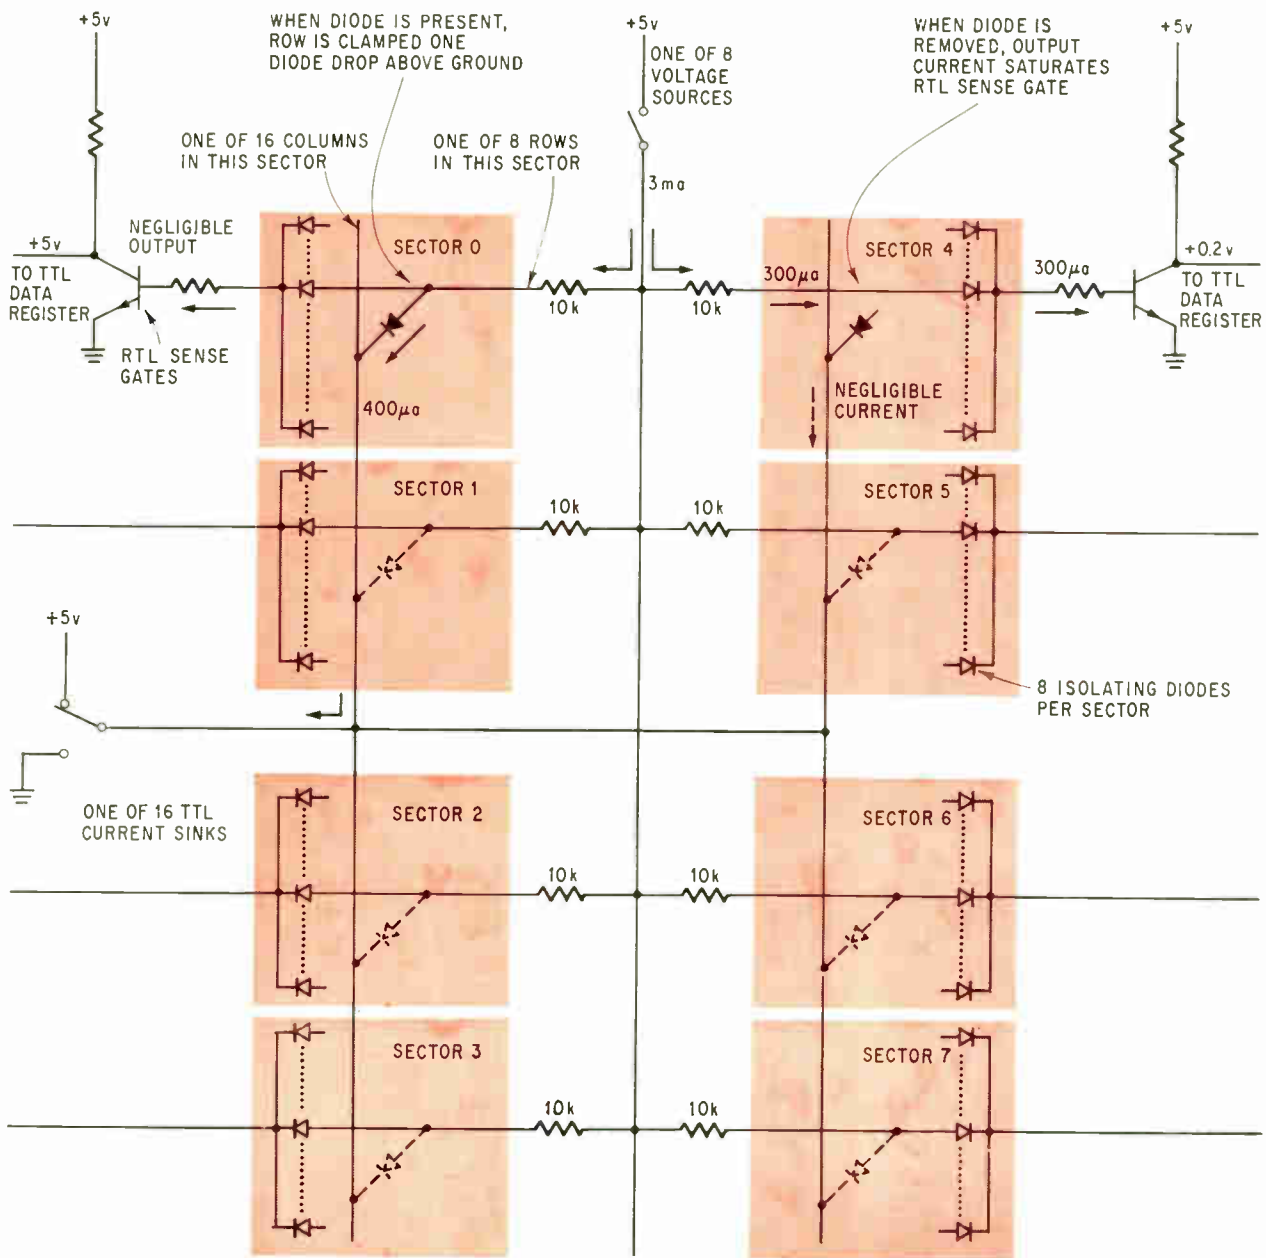 +5v
WHEN DIODE IS PRESENT,
ROW IS CLAMPED ONE
DIODE DROP ABOVE GROUND
+5v
ONE OF 8
VOLTAGE
SOURCES
WHEN DIODE IS
REMOVED, OUTPUT
CURRENT SATURATES
RTL SENSE GATE
+5v
ONE OF 16 COLUMNS
IN THIS SECTOR
ONE OF 8 ROWS
IN THIS SECTOR
3ma
NEGLIGIBLE
OUTPUT
+5v
TO TTL
DATA
REGISTER
RTL SENSE
GATES
SECTOR 0
10k
10k
400μa
300μa
SECTOR 4
300μa
+0.2v
TO TTL
DATA
REGISTER
NEGLIGIBLE
CURRENT
SECTOR 1
10k
10k
SECTOR 5
+5v
8 ISOLATING DIODES
PER SECTOR
ONE OF 16 TTL
CURRENT SINKS
SECTOR 2
10k
10k
SECTOR 6
SECTOR 3
10k
10k
SECTOR 7